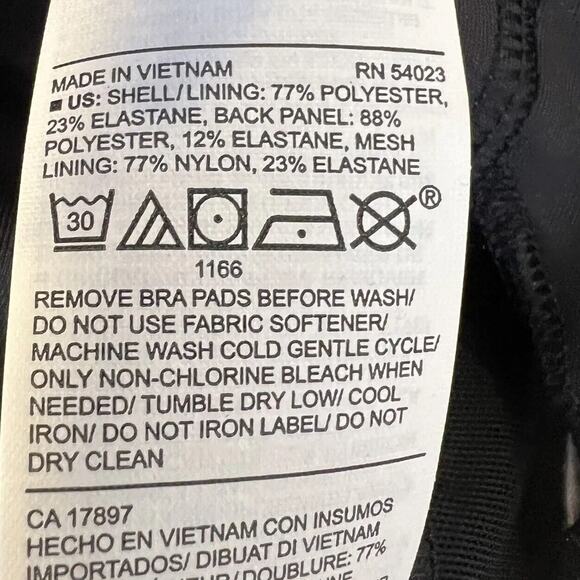 MADE IN VIETNAM RN 54023
US: SHELL/ LINING: 77% POLYESTER,
23% ELASTANE, BACK PANEL: 88%
POLYESTER, 12% ELASTANE, MESH
LINING: 77% NYLON, 23% ELASTANE
30 ®
1166
REMOVE BRA PADS BEFORE WASH/
DO NOT USE FABRIC SOFTENER/
MACHINE WASH COLD GENTLE CYCLE/
ONLY NON-CHLORINE BLEACH WHEN
NEEDED/ TUMBLE DRY LOW/ COOL
IRON/ DO NOT IRON LABEL/ DO NOT
DRY CLEAN
CA 17897
HECHO EN VIETNAM CON INSUMOS
IMPORTADOS/ DIBUAT DI VIETNAM
/DOUBLURE: 77%